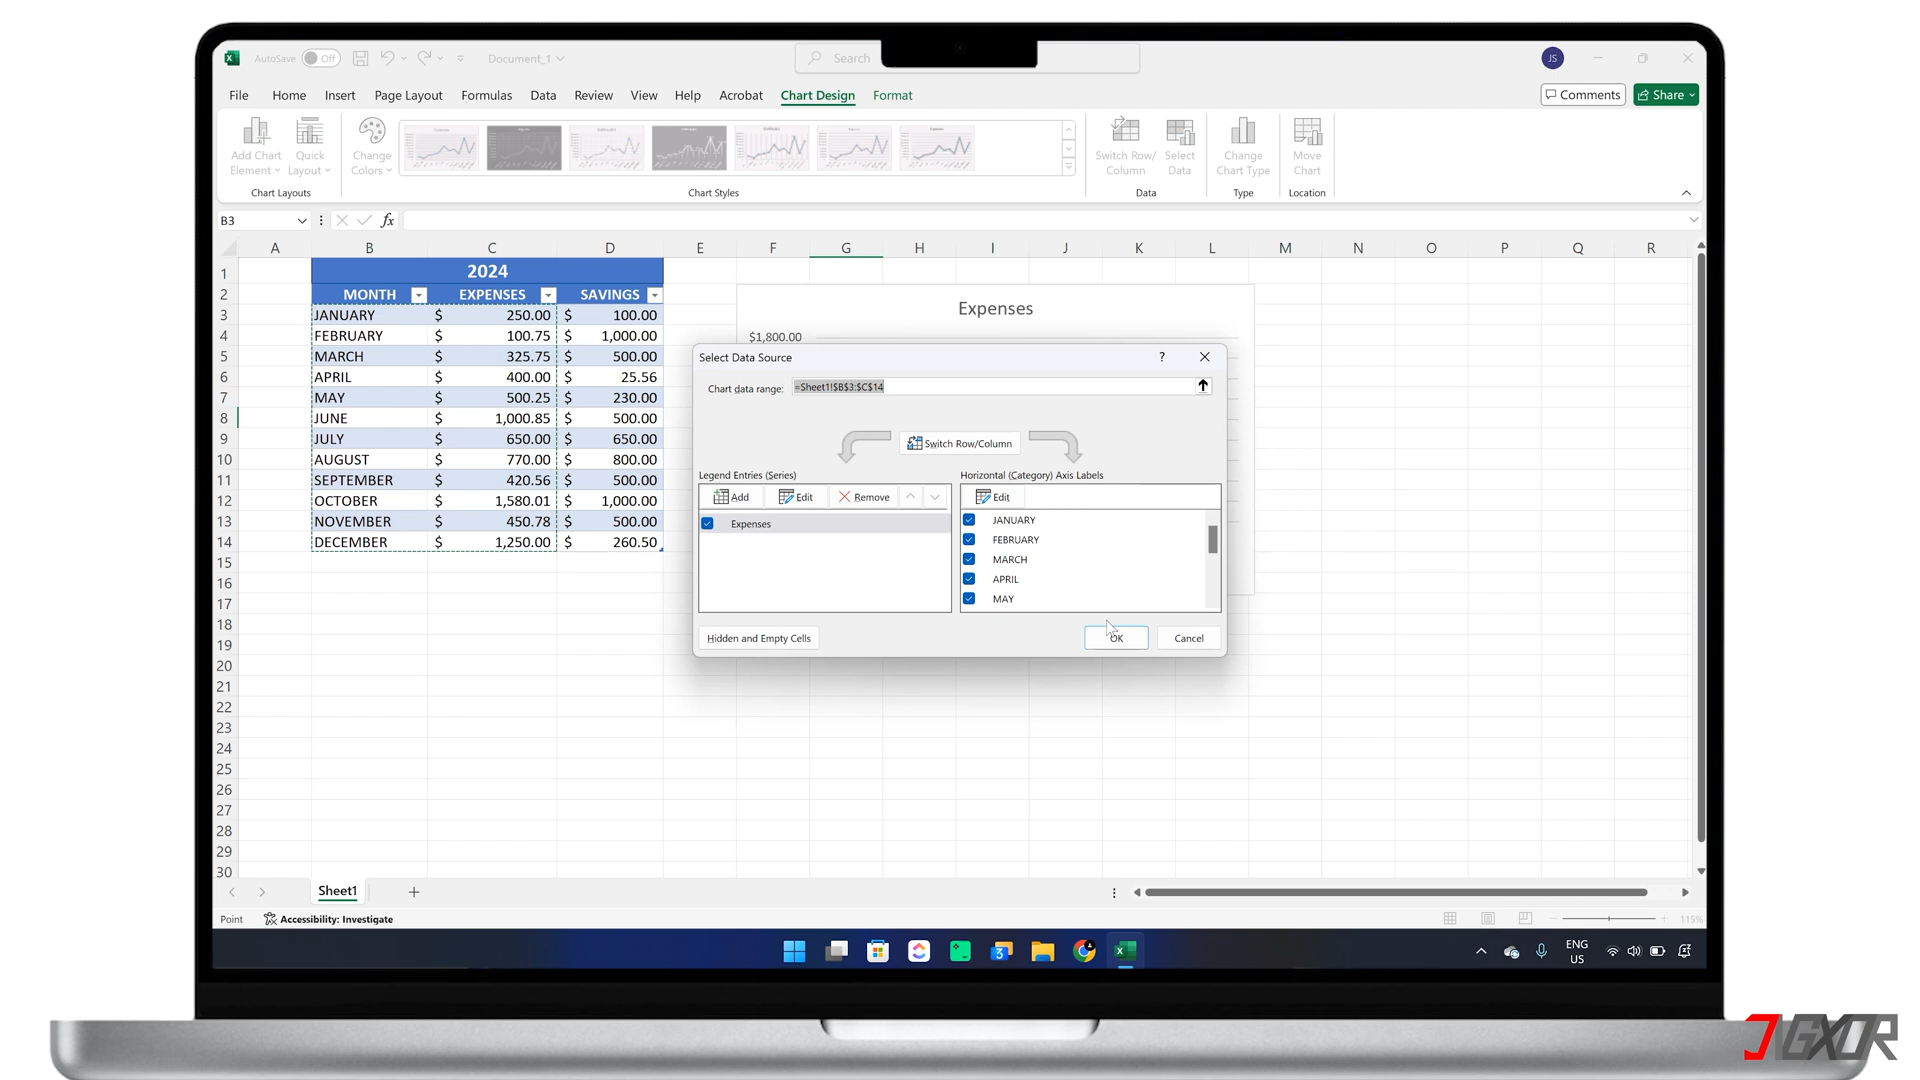 AutoSave Off Document_1 Search JS
File Home Insert Page Layout Formulas Data Review View Help Acrobat Chart Design Format Comments Share
Add Chart Element Quick Layout Change Colors Switch Row/ Column Select Data Change Chart Type Move Chart
Chart Layouts Chart Styles Data Type Location
B3 fx
A B C D E F G H I J K L M N O P Q R
1 2024
2 MONTH EXPENSES SAVINGS
3 JANUARY $ 250.00 $ 100.00
4 FEBRUARY $ 100.75 $ 1,000.00
5 MARCH $ 325.75 $ 500.00
6 APRIL $ 400.00 $ 25.56
7 MAY $ 500.25 $ 230.00
8 JUNE $ 1,000.85 $ 500.00
9 JULY $ 650.00 $ 650.00
10 AUGUST $ 770.00 $ 800.00
11 SEPTEMBER $ 420.56 $ 500.00
12 OCTOBER $ 1,580.01 $ 1,000.00
13 NOVEMBER $ 450.78 $ 500.00
14 DECEMBER $ 1,250.00 $ 260.50
15
16
17
18
19
20
21
22
23
24
25
26
27
28
29
30
Expenses
$1,800.00
Select Data Source ?
Chart data range: =Sheet1!$B$3:$C$14
Switch Row/Column
Legend Entries (Series) Horizontal (Category) Axis Labels
Add Edit Remove Edit
Expenses JANUARY
FEBRUARY
MARCH
APRIL
MAY
Hidden and Empty Cells OK Cancel
Sheet1
Point Accessibility: Investigate 115%
3 ENG
US
JGXOR